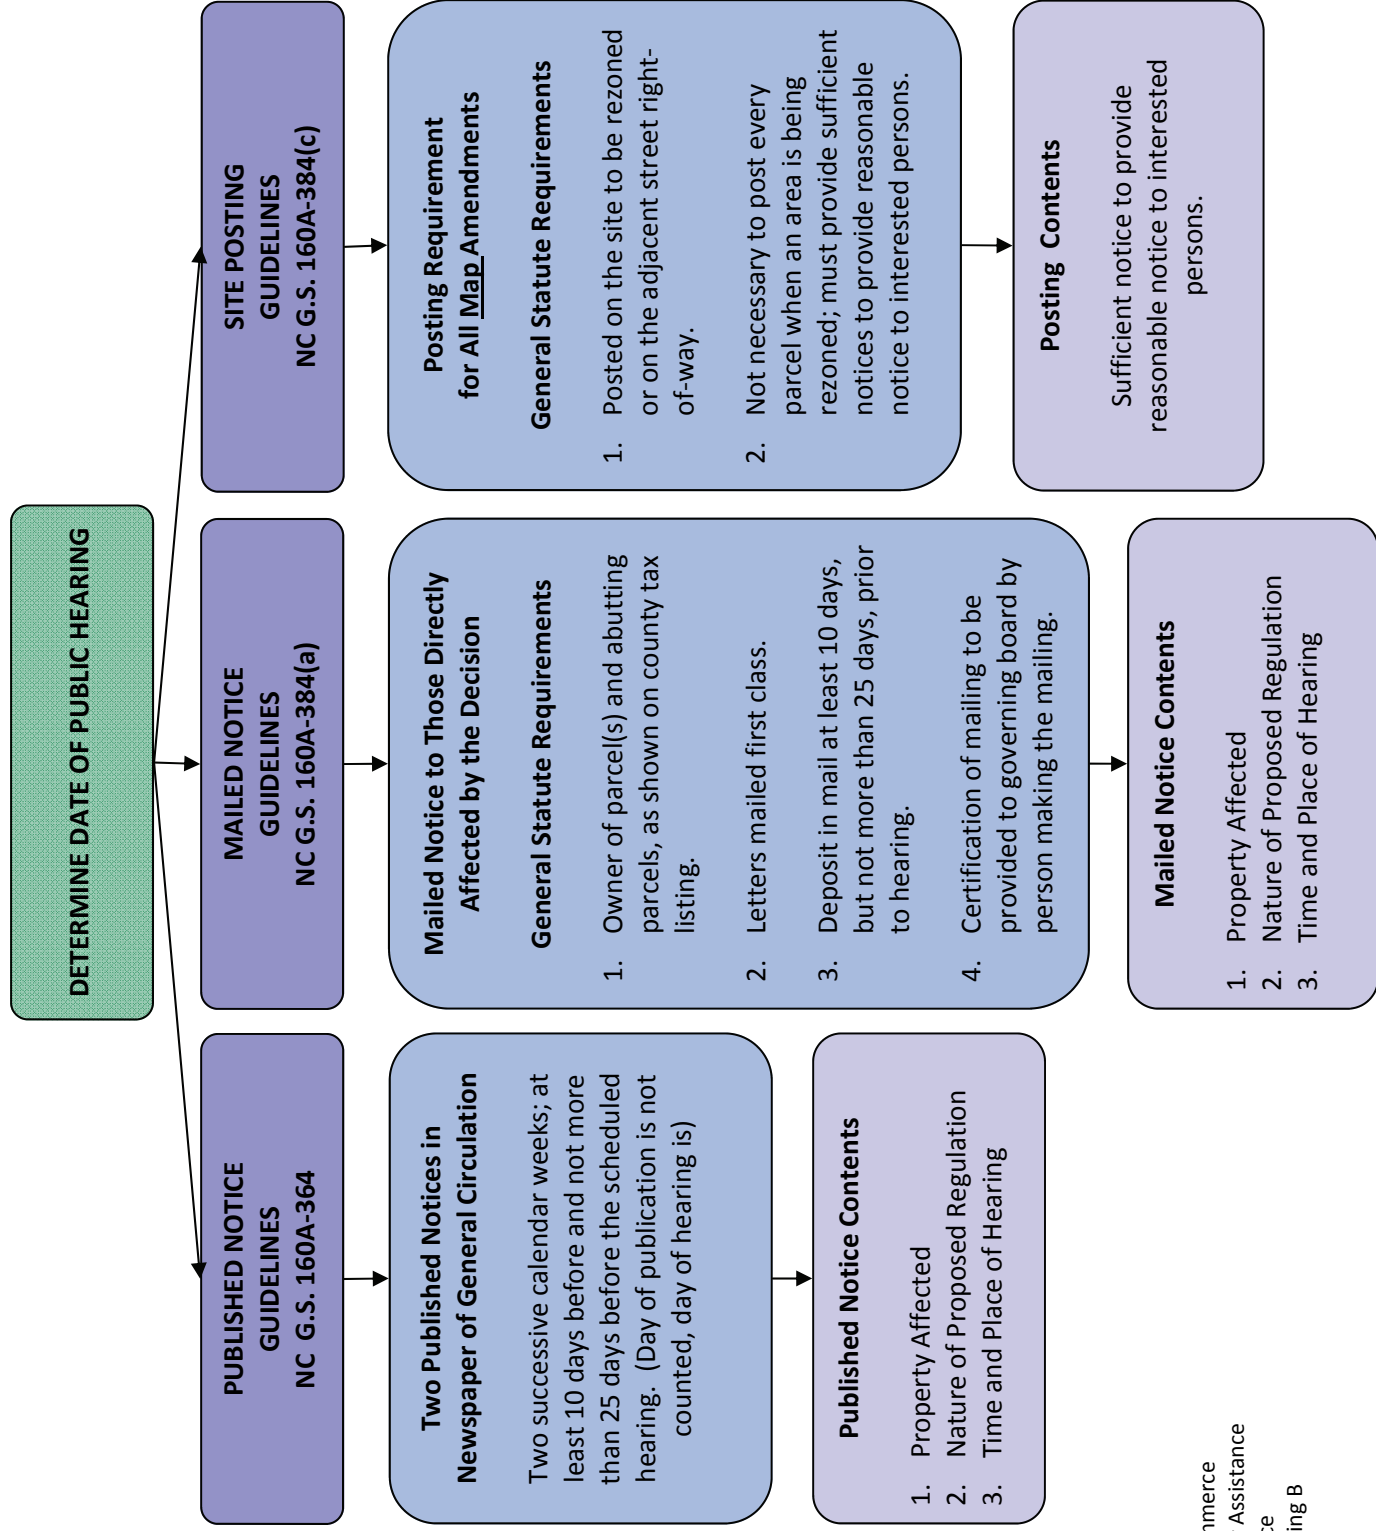 DETERMINE DATE OF PUBLIC HEARING
PUBLISHED NOTICE
GUIDELINES
NC  G.S. 160A-364
Two Published Notices in
Newspaper of General Circulation
Two successive calendar weeks; at
least 10 days before and not more
than 25 days before the scheduled
hearing.  (Day of publication is not
counted, day of hearing is)
Published Notice Contents
1. Property Affected
2. Nature of Proposed Regulation
3. Time and Place of Hearing
MAILED NOTICE
GUIDELINES
NC G.S. 160A-384(a)
Mailed Notice to Those Directly
Affected by the Decision
General Statute Requirements
1. Owner of parcel(s) and abutting
parcels, as shown on county tax
listing.
2. Letters mailed first class.
3. Deposit in mail at least 10 days,
but not more than 25 days, prior
to hearing.
4. Certification of mailing to be
provided to governing board by
person making the mailing.
Mailed Notice Contents
1. Property Affected
2. Nature of Proposed Regulation
3. Time and Place of Hearing
SITE POSTING
GUIDELINES
NC G.S. 160A-384(c)
Posting Requirement
for All Map Amendments
General Statute Requirements
1. Posted on the site to be rezoned
or on the adjacent street right-
of-way.
2. Not necessary to post every
parcel when an area is being
rezoned; must provide sufficient
notices to provide reasonable
notice to interested persons.
Posting  Contents
Sufficient notice to provide
reasonable notice to interested
persons.
nmerce
Assistance
ce
ing B